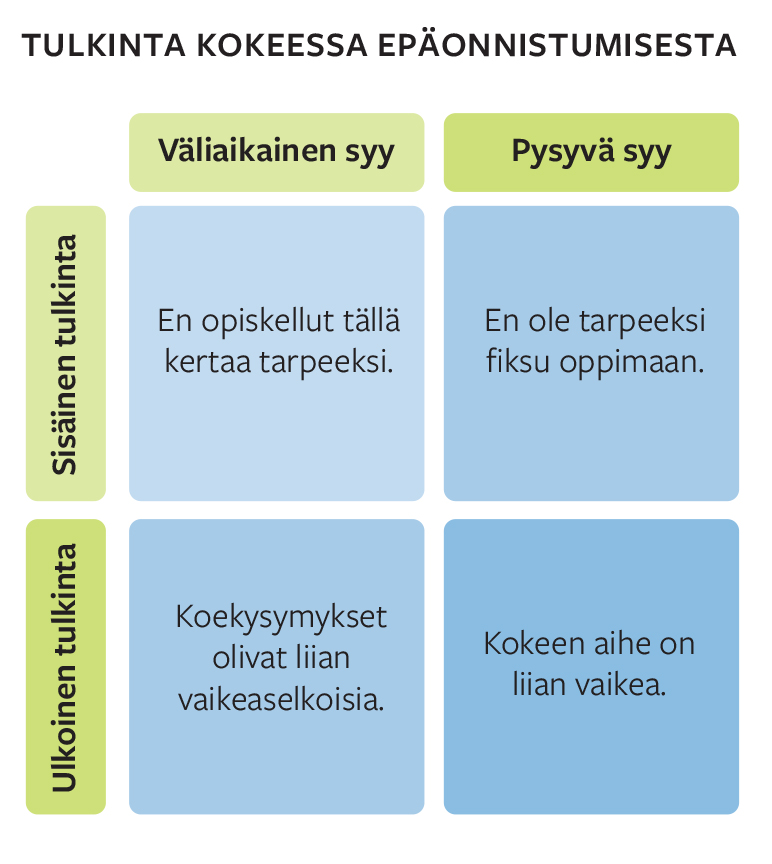 TULKINTA KOKEESSA EPÄONNISTUMISESTA
Väliaikainen syy
Pysyvä syy
Sisäinen tulkinta
En opiskellut tällä
kertaa tarpeeksi.
En ole tarpeeksi
fiksu oppimaan.
Ulkoinen tulkinta
Koekysymykset
olivat liian
vaikeaselkoisia.
Kokeen aihe on
liian vaikea.